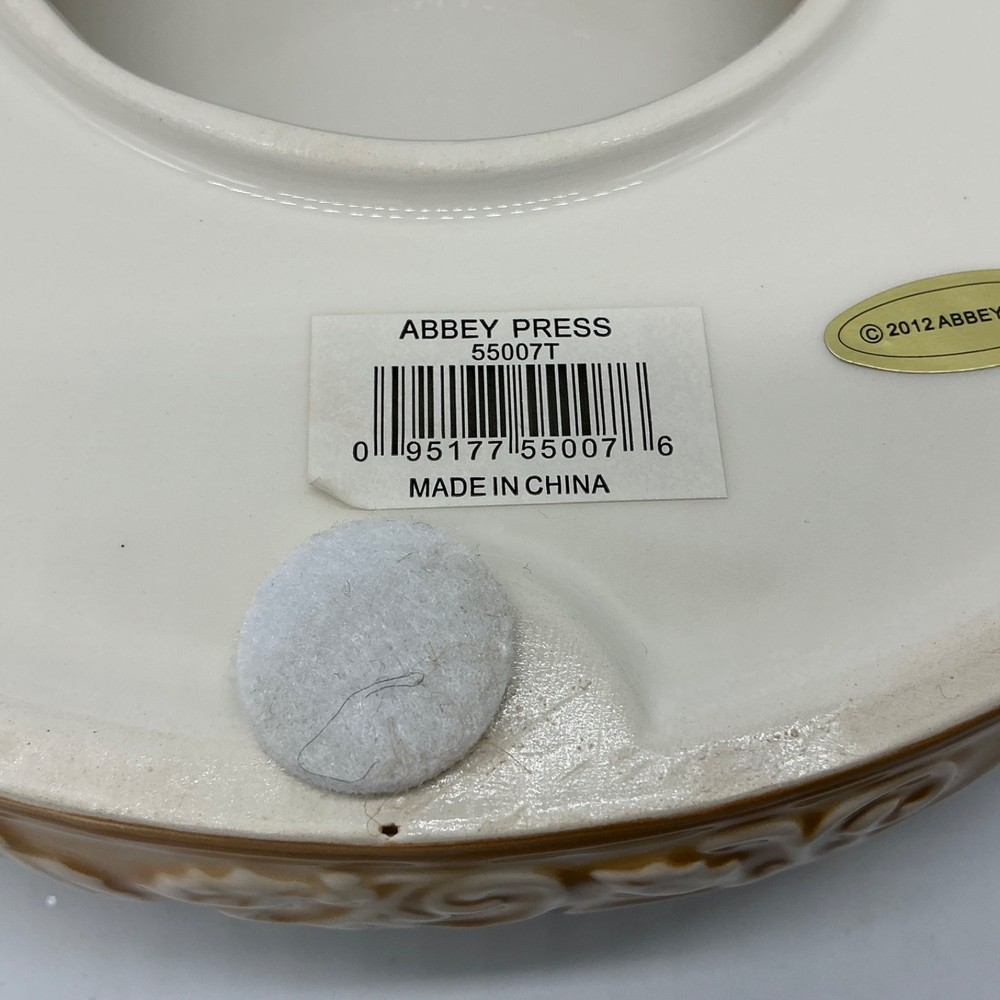 ABBEY PRESS
55007T
0 95177 55007 6
MADE IN CHINA
© 2012 ABBEY